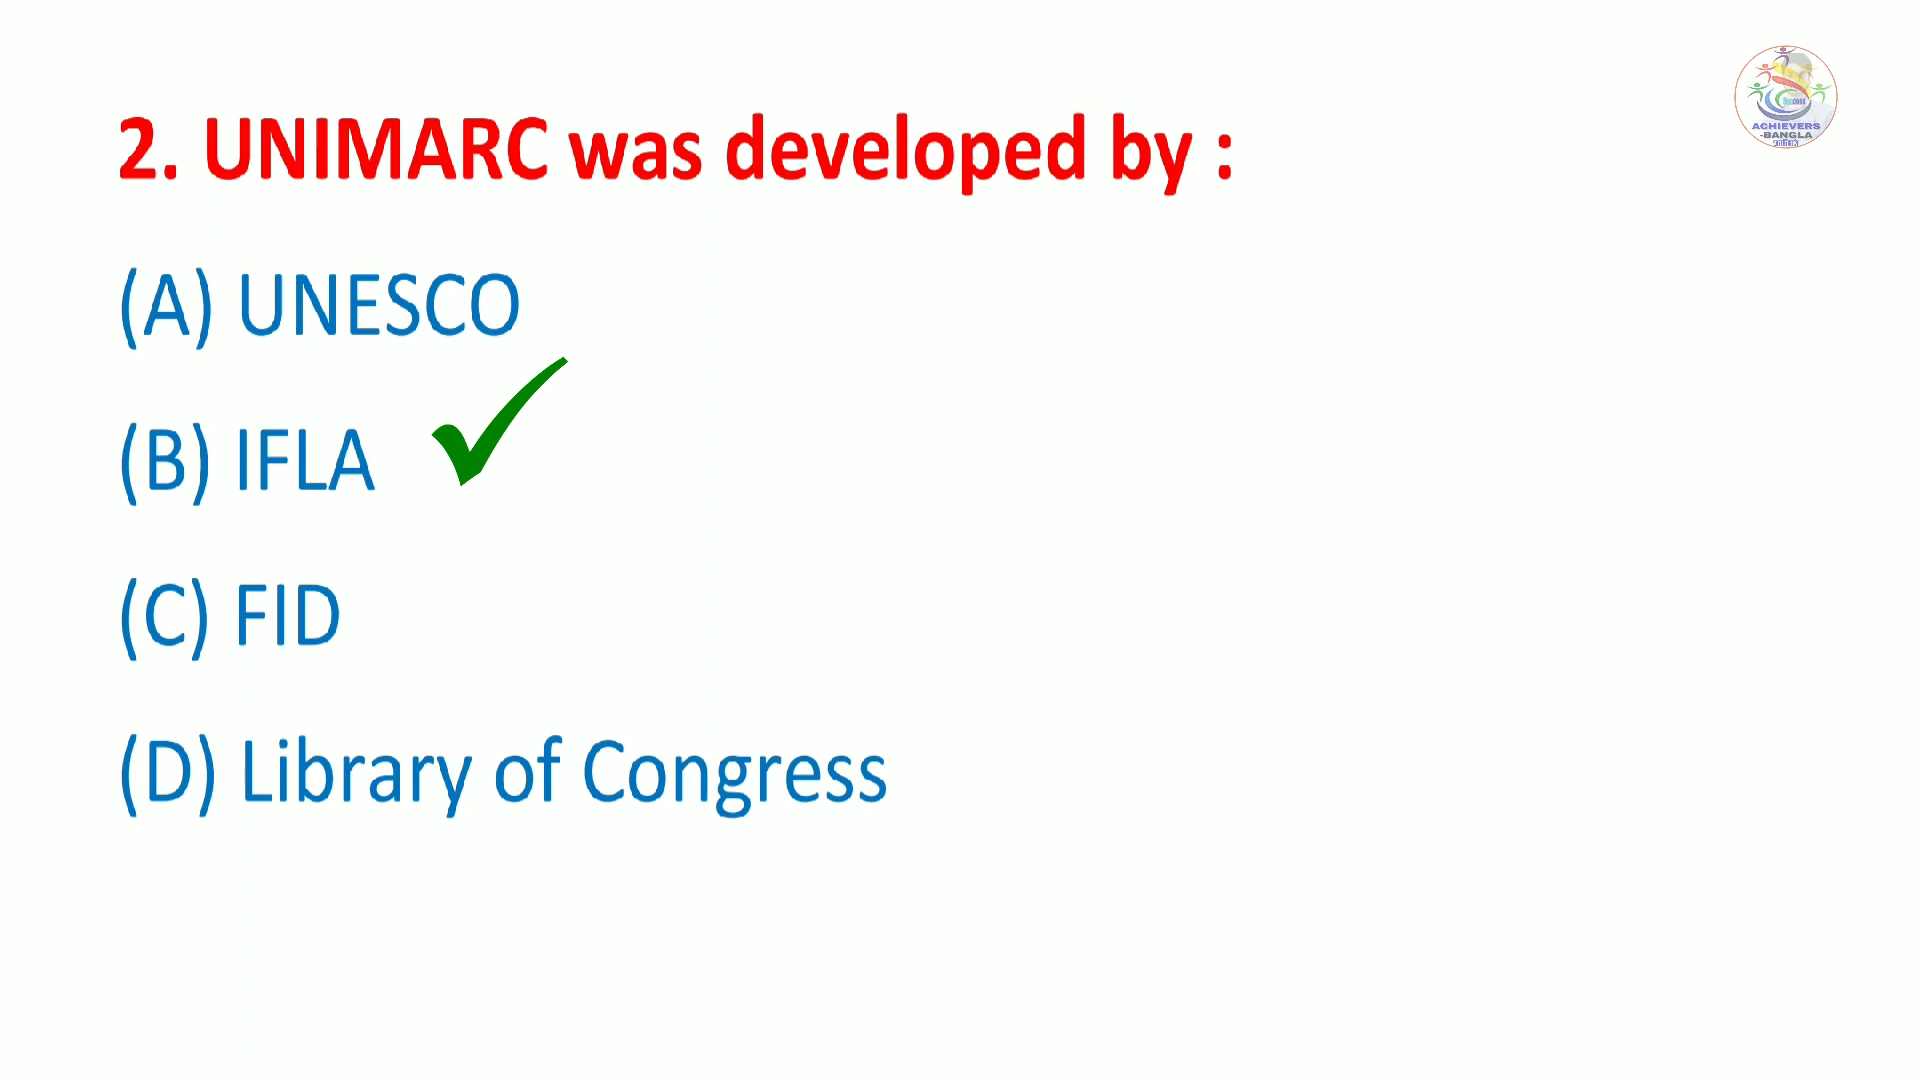 2. UNIMARC was developed by :
(A) UNESCO
(B) IFLA
(C) FID
(D) Library of Congress
ACHIEVERS
-BANGLA